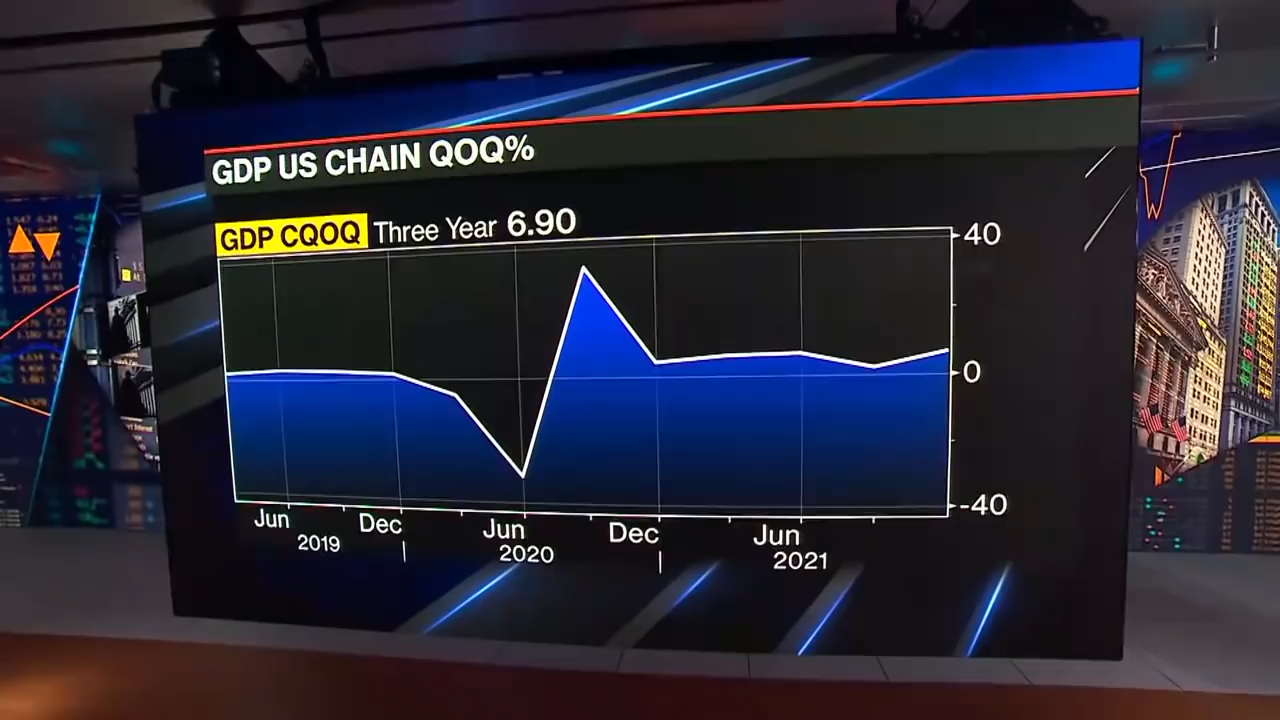 GDP US CHAIN QOQ%
GDP CQOQ Three Year 6.90
40
0
-40
Jun Dec Jun Dec Jun
2019 2020 2021